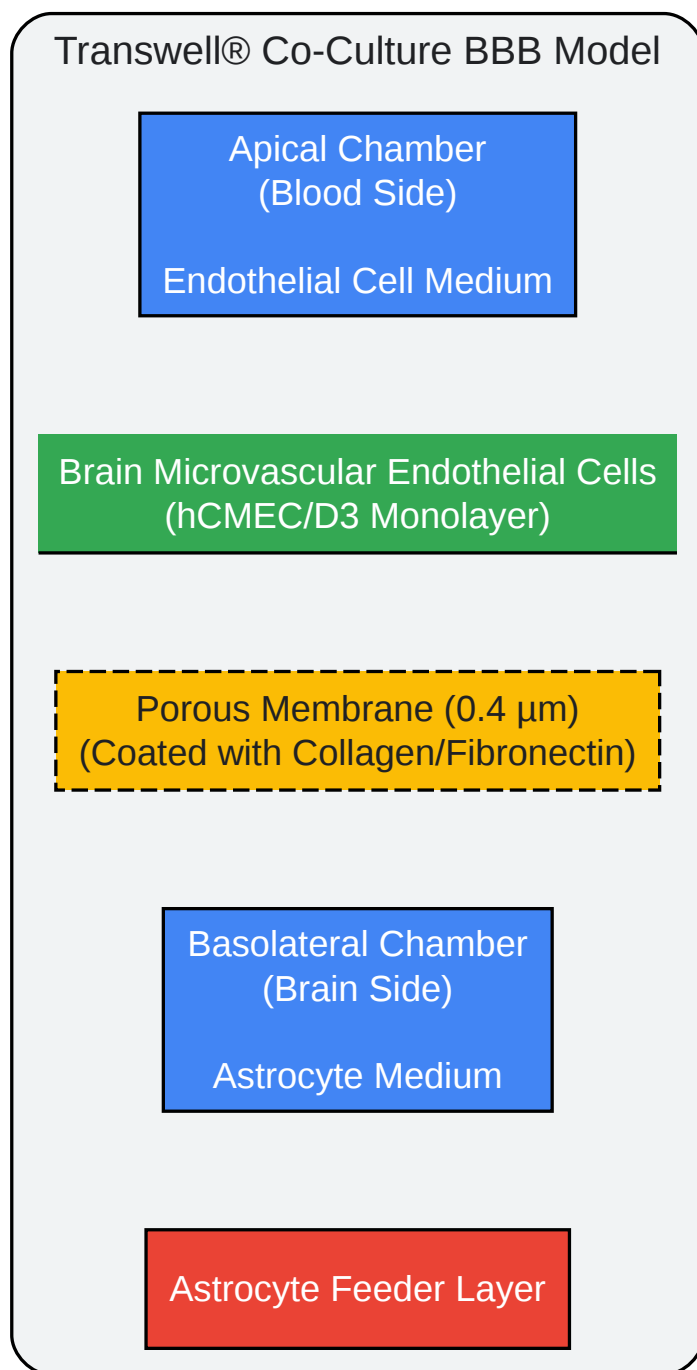 Transwell® Co-Culture BBB Model
Apical Chamber
(Blood Side)
Endothelial Cell Medium
Brain Microvascular Endothelial Cells
(hCMEC/D3 Monolayer)
Porous Membrane (0.4 µm)
(Coated with Collagen/Fibronectin)
Basolateral Chamber
(Brain Side)
Astrocyte Medium
Astrocyte Feeder Layer